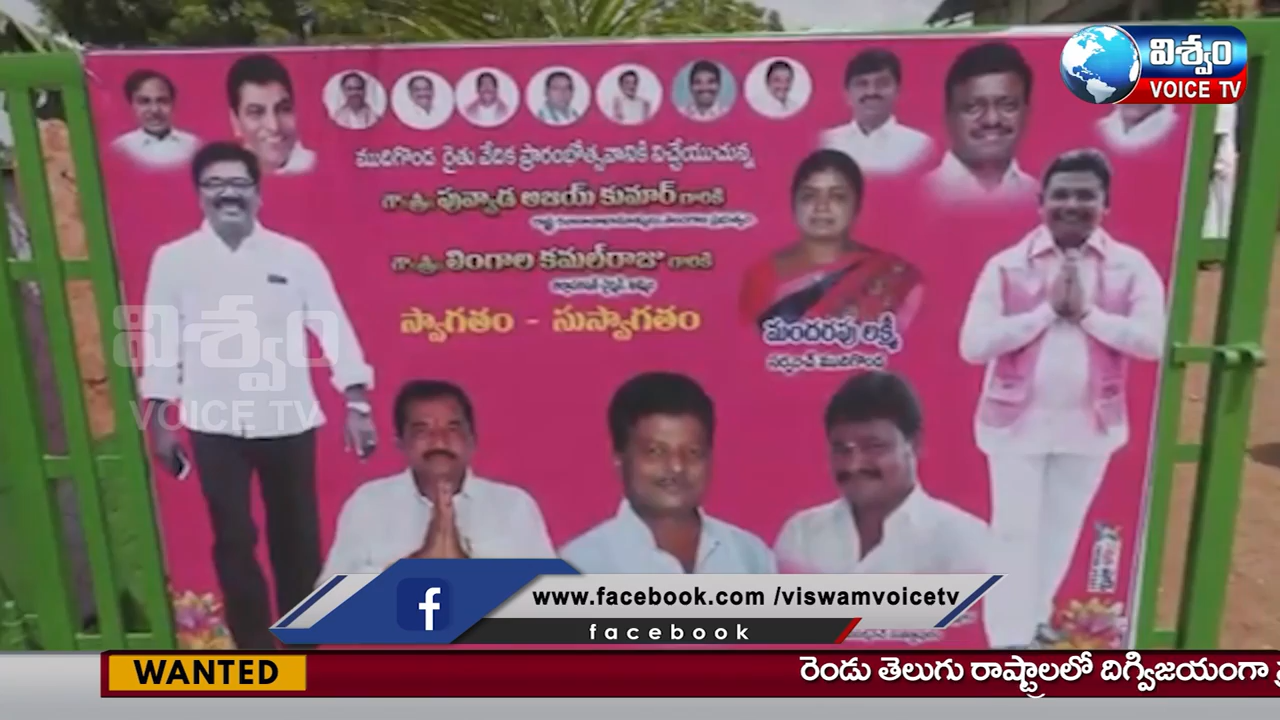 విశ్వం
VOICE TV
ముదిగొండ రైతు వేదిక ప్రారంభోత్సవానికి విచ్చేయుచున్న
శ్రీ పువ్వాడ అజయ్ కుమార్ గారికి
శ్రీ లింగాల కమల్‌రాజు గారికి
స్వాగతం - సుస్వాగతం
మందరపు లక్ష్మి
సర్పంచ్ ముదిగొండ
విశ్వం
VOICE TV
www.facebook.com /viswamvoicetv
facebook
WANTED
రెండు తెలుగు రాష్ట్రాలలో దిగ్విజయంగా